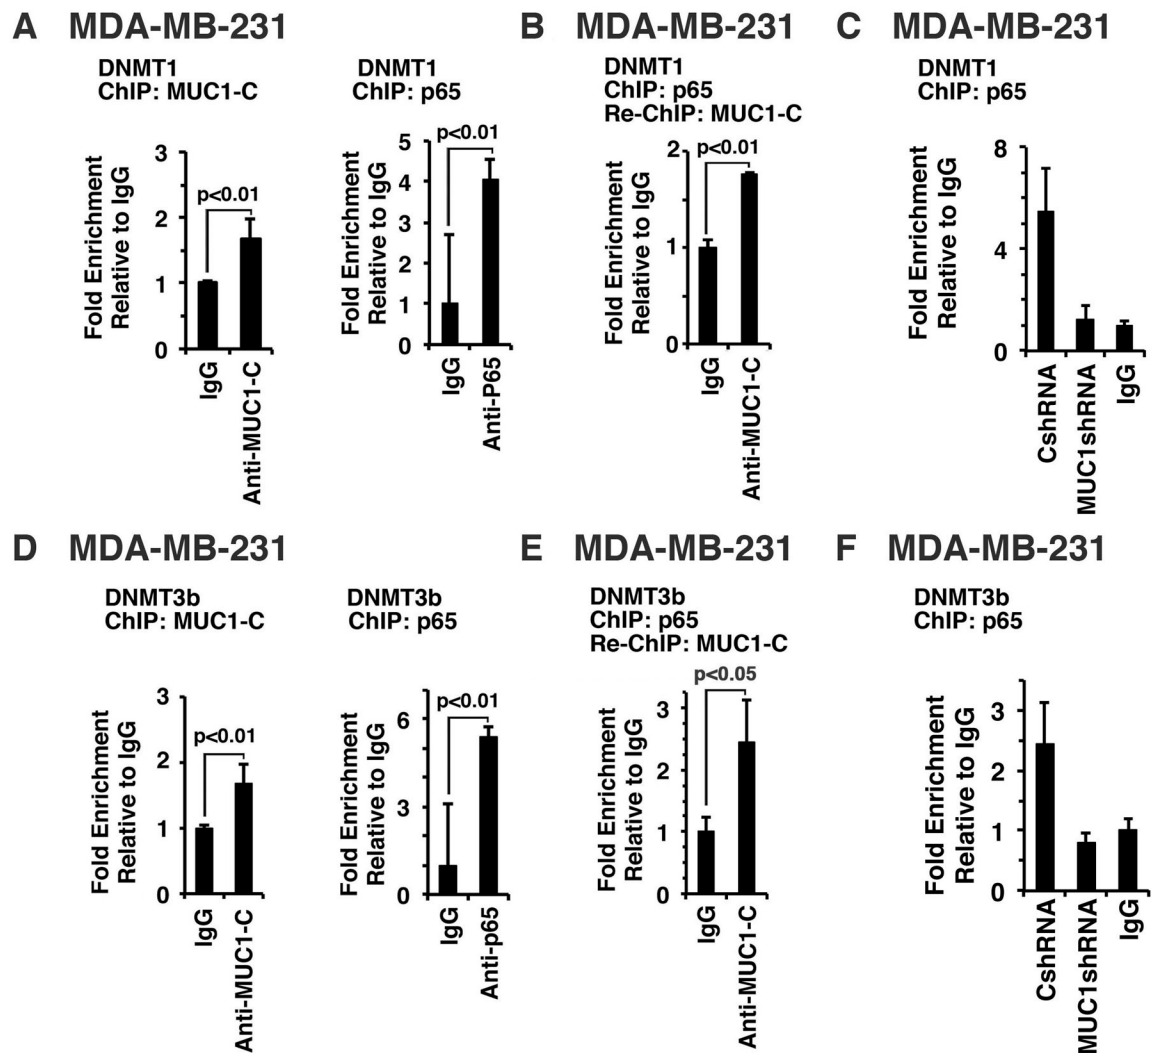 A MDA-MB-231
DNMT1
ChIP: MUC1-C
Fold Enrichment
Relative to IgG
3
2
1
0
p<0.01
IgG
Anti-MUC1-C
DNMT1
ChIP: p65
Fold Enrichment
Relative to IgG
5
4
3
2
1
0
p<0.01
IgG
Anti-P65
B MDA-MB-231
DNMT1
ChIP: p65
Re-ChIP: MUC1-C
Fold Enrichment
Relative to IgG
2
1
0
p<0.01
IgG
Anti-MUC1-C
C MDA-MB-231
DNMT1
ChIP: p65
Fold Enrichment
Relative to IgG
8
4
0
CshRNA
MUC1shRNA
IgG
D MDA-MB-231
DNMT3b
ChIP: MUC1-C
Fold Enrichment
Relative to IgG
3
2
1
0
p<0.01
IgG
Anti-MUC1-C
DNMT3b
ChIP: p65
Fold Enrichment
Relative to IgG
6
3
0
p<0.01
IgG
Anti-p65
E MDA-MB-231
DNMT3b
ChIP: p65
Re-ChIP: MUC1-C
Fold Enrichment
Relative to IgG
3
2
1
0
p<0.05
IgG
Anti-MUC1-C
F MDA-MB-231
DNMT3b
ChIP: p65
Fold Enrichment
Relative to IgG
3
2
1
0
CshRNA
MUC1shRNA
IgG